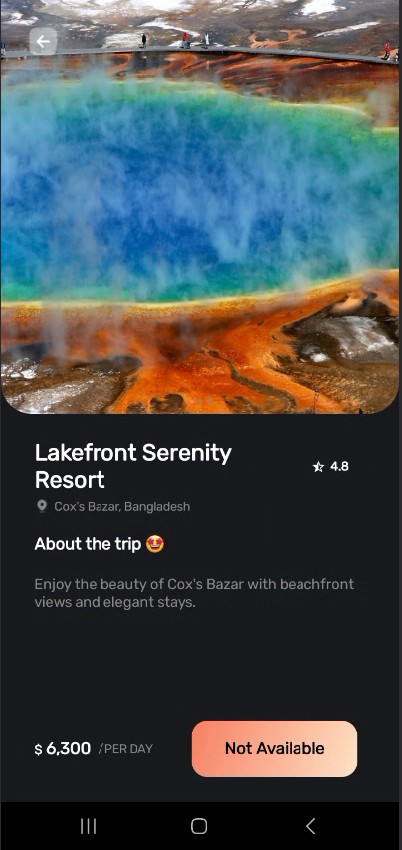 Lakefront Serenity
Resort
4.8
Cox's Bazar, Bangladesh
About the trip 🤩
Enjoy the beauty of Cox's Bazar with beachfront
views and elegant stays.
$ 6,300 /PER DAY
Not Available